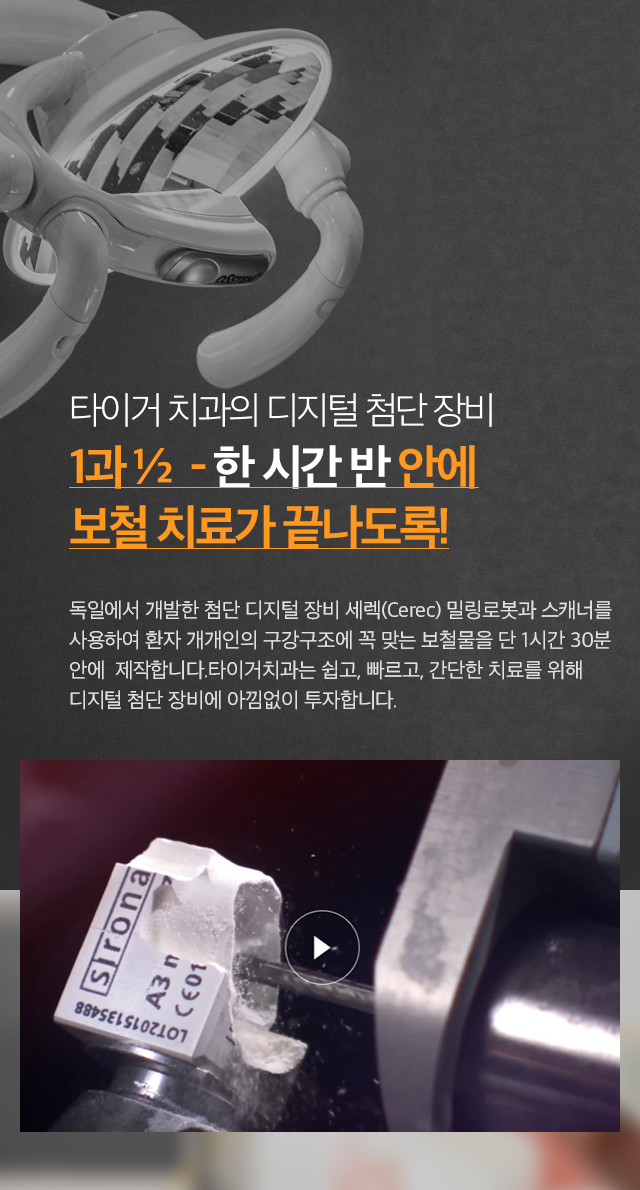 OSSTEM
타이거 치과의 디지털 첨단 장비
1과 ½ - 한 시간 반 안에
보철 치료가 끝나도록!
독일에서 개발한 첨단 디지털 장비 세렉(Cerec) 밀링로봇과 스캐너를
사용하여 환자 개개인의 구강구조에 꼭 맞는 보철물을 단 1시간 30분
안에 제작합니다.타이거치과는 쉽고, 빠르고, 간단한 치료를 위해
디지털 첨단 장비에 아낌없이 투자합니다.
sirona
A3
CE01
LOT2015135488